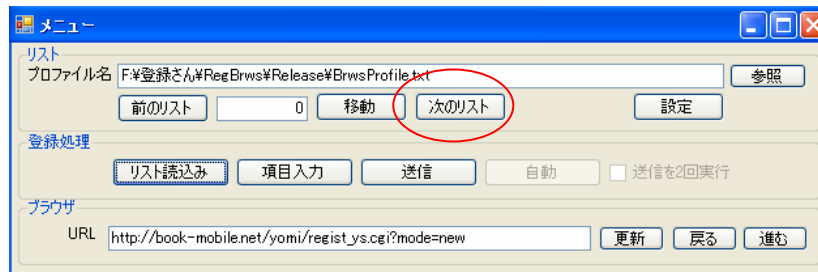 メニュー
リスト
プロファイル名 F:¥登録さん¥RegBrws¥Release¥BrwsProfile.txt 参照
前のリスト 0 移動 次のリスト 設定
登録処理
リスト読込み 項目入力 送信 自動 送信を2回実行
ブラウザ
URL http://book-mobile.net/yomi/regist_ys.cgi?mode=new 更新 戻る 進む